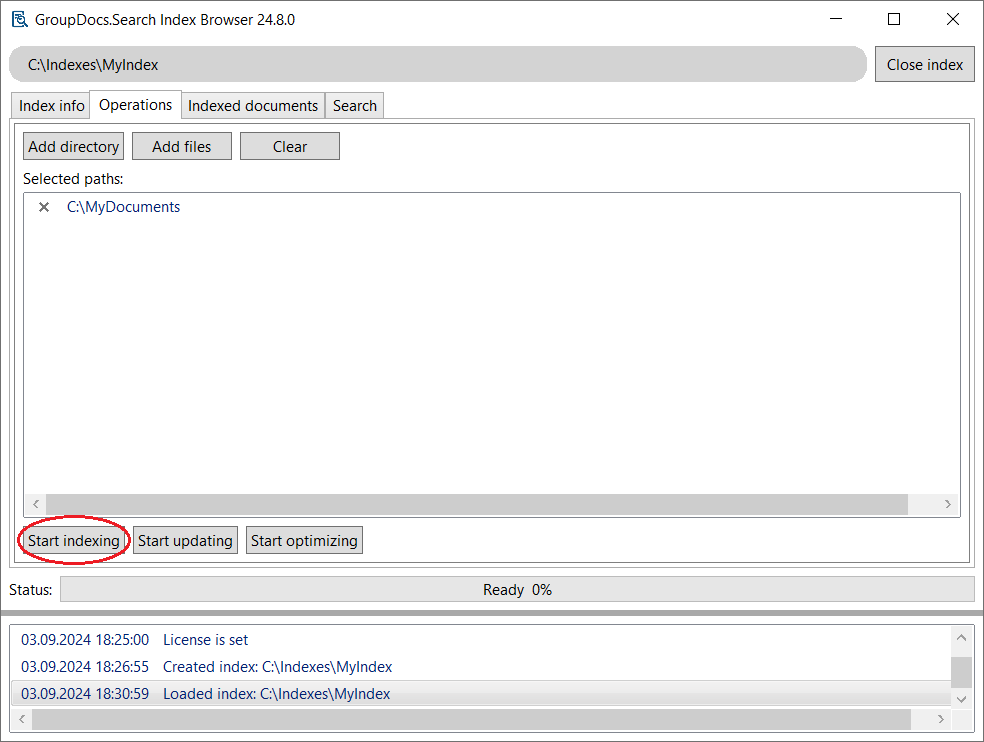 GroupDocs.Search Index Browser 24.8.0
C:\Indexes\MyIndex
Close index
Index info Operations Indexed documents Search
Add directory Add files Clear
Selected paths:
C:\MyDocuments
Start indexing Start updating Start optimizing
Status: Ready 0%
03.09.2024 18:25:00 License is set
03.09.2024 18:26:55 Created index: C:\Indexes\MyIndex
03.09.2024 18:30:59 Loaded index: C:\Indexes\MyIndex